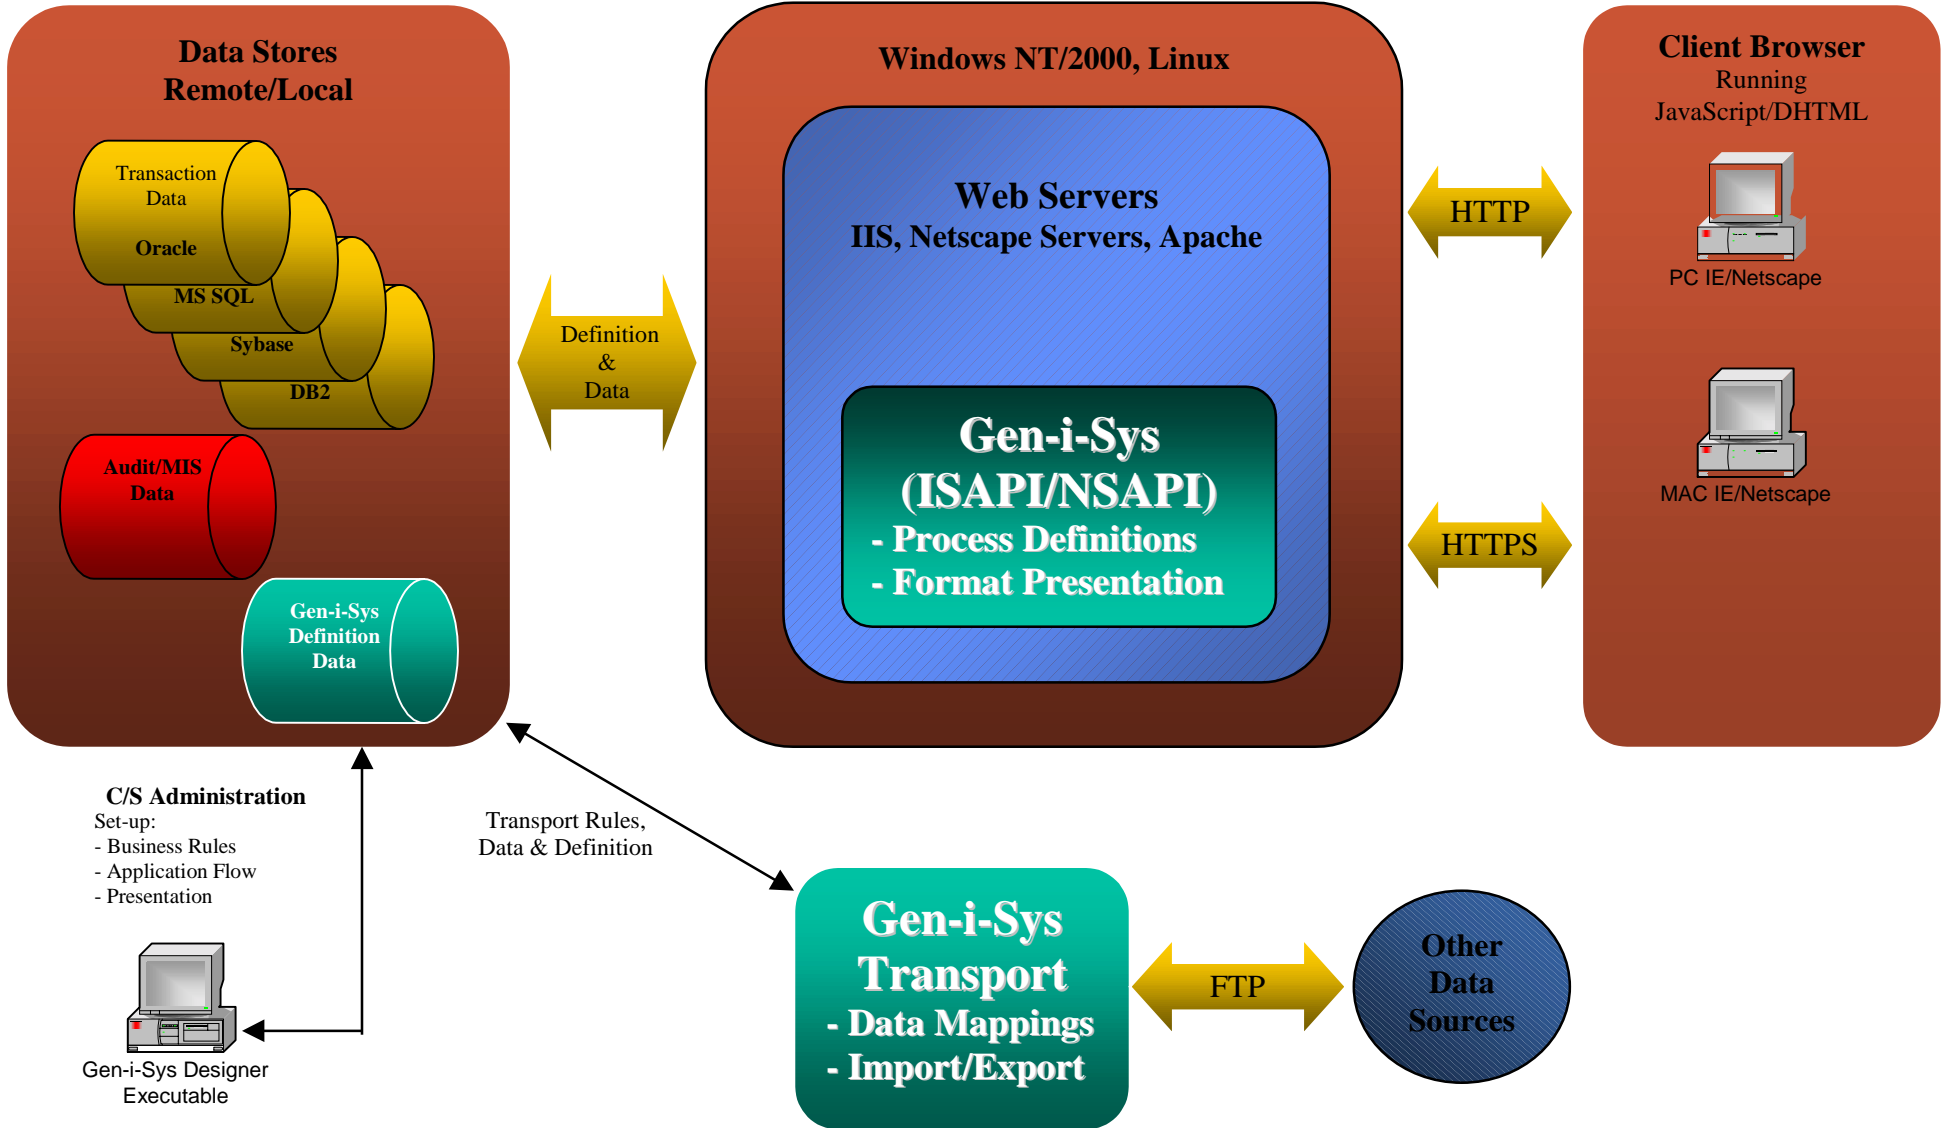 Data Stores
Remote/Local
Transaction
Data
Oracle
MS SQL
Sybase
DB2
Audit/MIS
Data
Gen-i-Sys
Definition
Data
Definition
&
Data
Windows NT/2000, Linux
Web Servers
IIS, Netscape Servers, Apache
Gen-i-Sys
(ISAPI/NSAPI)
- Process Definitions
- Format Presentation
HTTP
HTTPS
Client Browser
Running
JavaScript/DHTML
PC IE/Netscape
MAC IE/Netscape
C/S Administration
Set-up:
- Business Rules
- Application Flow
- Presentation
Gen-i-Sys Designer
Executable
Transport Rules,
Data & Definition
Gen-i-Sys
Transport
- Data Mappings
- Import/Export
FTP
Other
Data
Sources